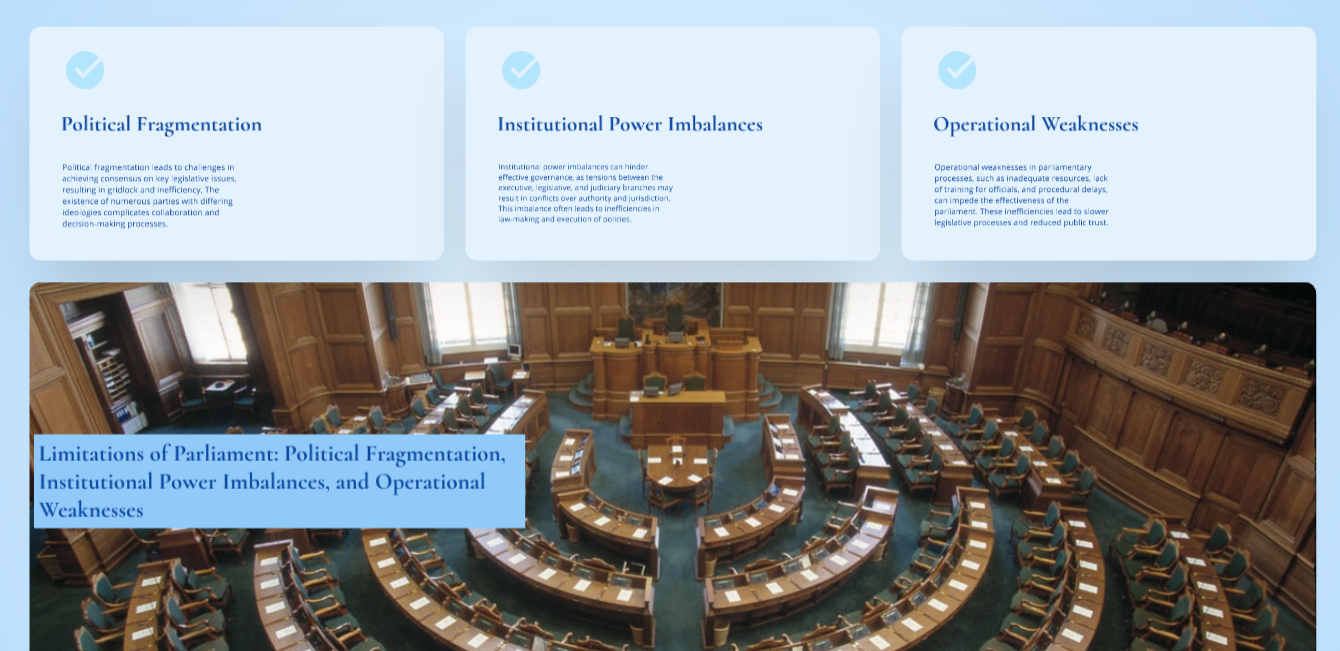 Political Fragmentation
Political fragmentation leads to challenges in
achieving consensus on key legislative issues,
resulting in gridlock and inefficiency. The
existence of numerous parties with differing
ideologies complicates collaboration and
decision-making processes.
Institutional Power Imbalances
Institutional power imbalances can hinder
effective governance, as tensions between the
executive, legislative, and judiciary branches may
result in conflicts over authority and jurisdiction.
This imbalance often leads to inefficiencies in
law-making and execution of policies.
Operational Weaknesses
Operational weaknesses in parliamentary
processes, such as inadequate resources, lack
of training for officials, and procedural delays,
can impede the effectiveness of the
parliament. These inefficiencies lead to slower
legislative processes and reduced public trust.
Limitations of Parliament: Political Fragmentation,
Institutional Power Imbalances, and Operational
Weaknesses